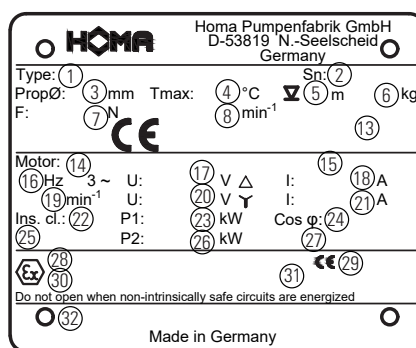 HOMA
Homa Pumpenfabrik GmbH
D-53819 N.-Seelscheid
Germany
Type: 1 Sn: 2
PropØ: 3 mm Tmax: 4 °C 5 m 6 kg
F: 7 N 8 min-1
CE 13
Motor: 14 15
16 Hz 3 ~ U: 17 V △ I: 18 A
19 min-1 U: 20 V Y I: 21 A
Ins. cl.: 22 P1: 23 kW Cos φ: 24
25 P2: 26 kW 27
Ex 28 CE 29
30 31
Do not open when non-intrinsically safe circuits are energized
32
Made in Germany